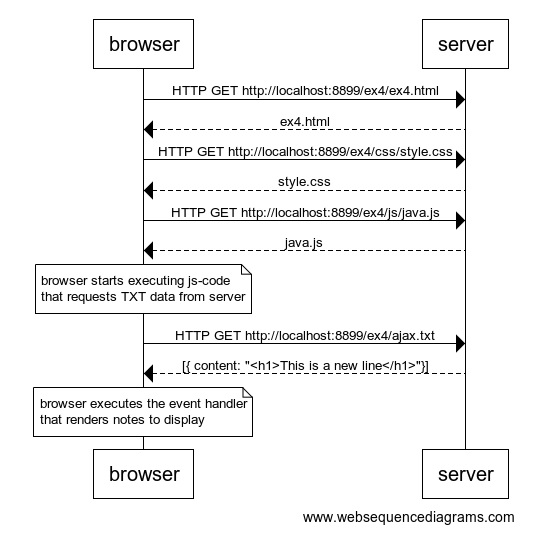 browser
server
HTTP GET http://localhost:8899/ex4/ex4.html
ex4.html
HTTP GET http://localhost:8899/ex4/css/style.css
style.css
HTTP GET http://localhost:8899/ex4/js/java.js
java.js
browser starts executing js-code
that requests TXT data from server
HTTP GET http://localhost:8899/ex4/ajax.txt
[{ content: "<h1>This is a new line</h1>"}]
browser executes the event handler
that renders notes to display
browser
server
www.websequencediagrams.com